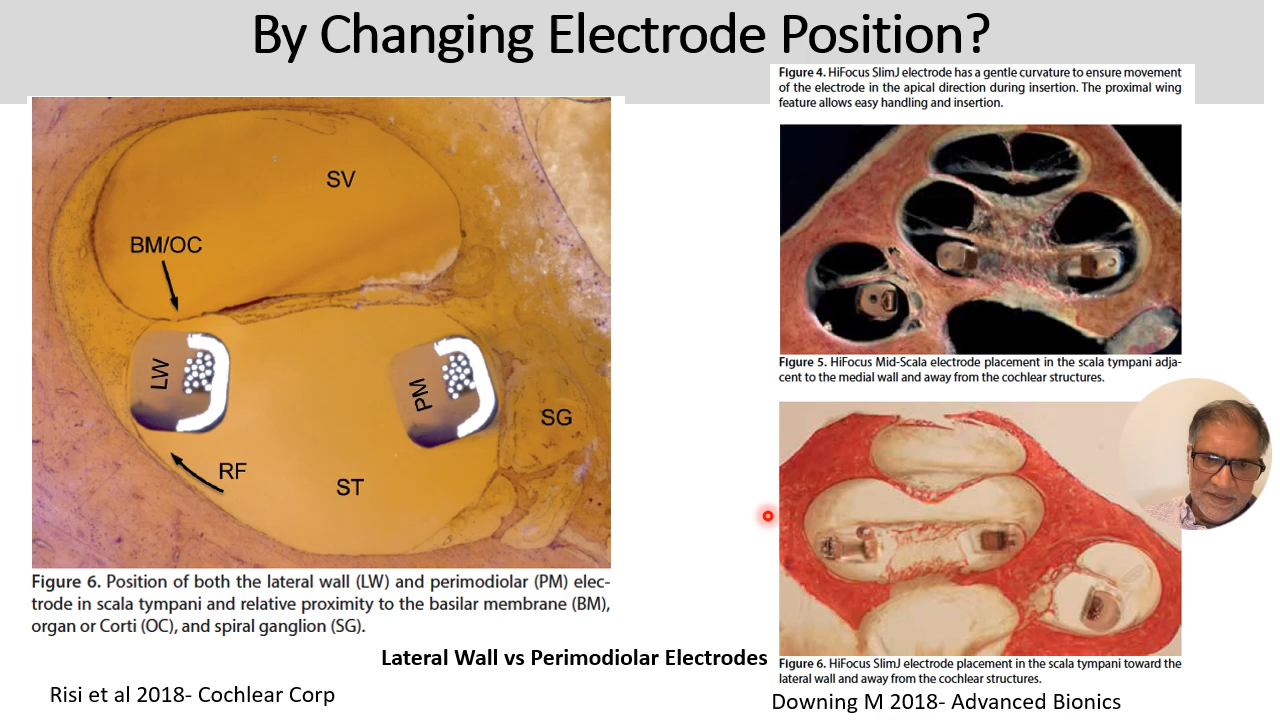 By Changing Electrode Position?
SV
BM/OC
LW
PM
SG
RF
ST
Figure 6. Position of both the lateral wall (LW) and perimodiolar (PM) elec-
trode in scala tympani and relative proximity to the basilar membrane (BM),
organ or Corti (OC), and spiral ganglion (SG).
Lateral Wall vs Perimodiolar Electrodes
Risi et al 2018- Cochlear Corp
Figure 4. HiFocus SlimJ electrode has a gentle curvature to ensure movement
of the electrode in the apical direction during insertion. The proximal wing
feature allows easy handling and insertion.
Figure 5. HiFocus Mid-Scala electrode placement in the scala tympani adja-
cent to the medial wall and away from the cochlear structures.
Figure 6. HiFocus SlimJ electrode placement in the scala tympani toward the
lateral wall and away from the cochlear structures.
Downing M 2018- Advanced Bionics